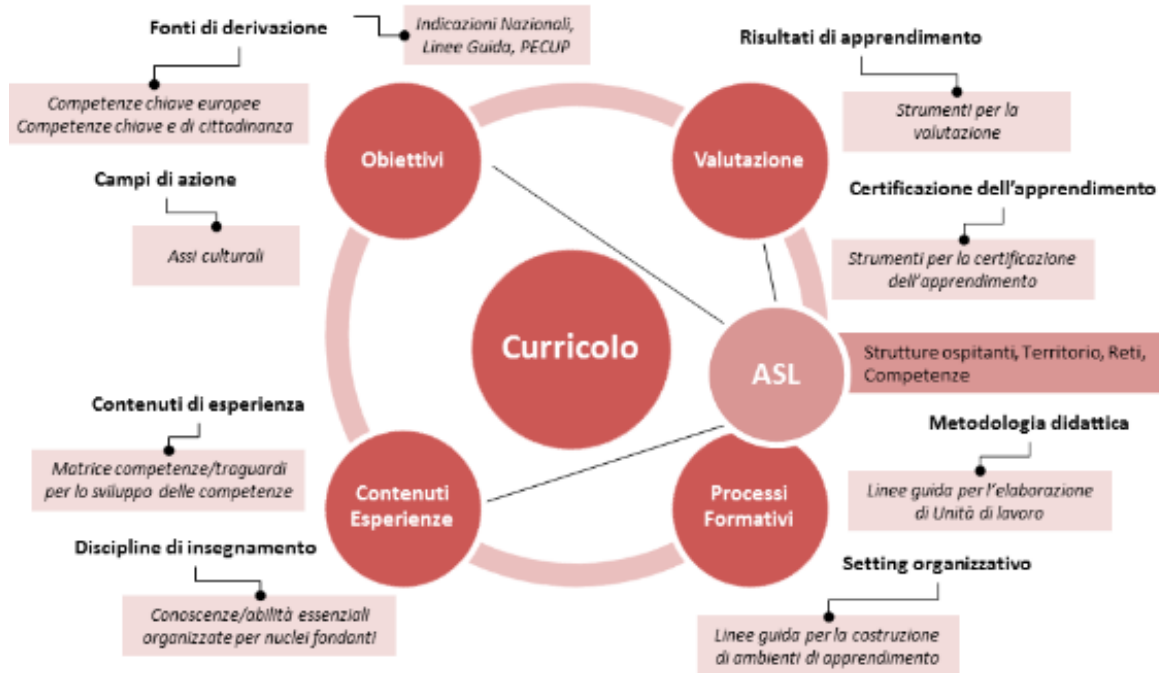 Fonti di derivazione
Indicazioni Nazionali,
Linee Guida, PECUP
Competenze chiave europee
Competenze chiave e di cittadinanza
Campi di azione
Assi culturali
Contenuti di esperienza
Matrice competenze/traguardi
per lo sviluppo delle competenze
Discipline di insegnamento
Conoscenze/abilità essenziali
organizzate per nuclei fondanti
Obiettivi
Valutazione
Curricolo
ASL
Contenuti
Esperienze
Processi
Formativi
Risultati di apprendimento
Strumenti per la
valutazione
Certificazione dell'apprendimento
Strumenti per la certificazione
dell'apprendimento
Strutture ospitanti, Territorio, Reti,
Competenze
Metodologia didattica
Linee guida per l'elaborazione
di Unità di lavoro
Setting organizzativo
Linee guida per la costruzione
di ambienti di apprendimento